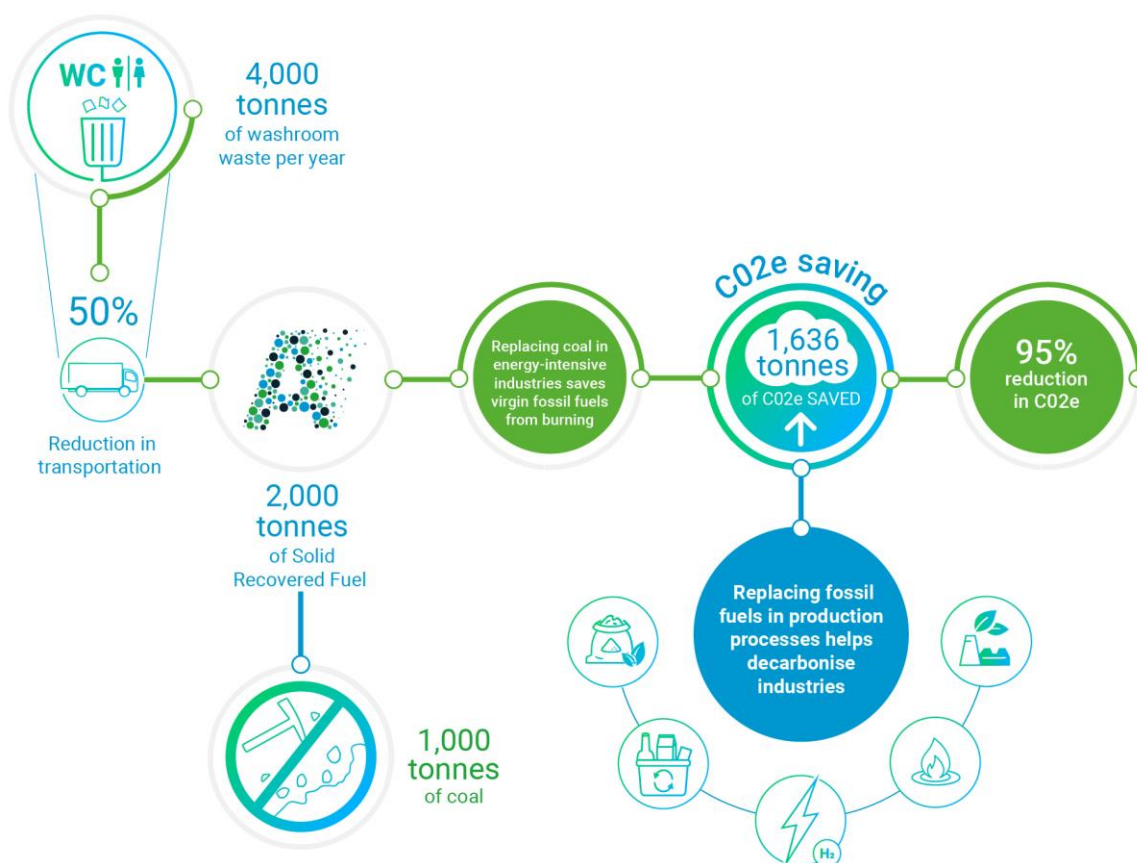 WC
4,000
tonnes
of washroom
waste per year
50%
Reduction in
transportation
2,000
tonnes
of Solid
Recovered Fuel
1,000
tonnes
of coal
Replacing coal in
energy-intensive
industries saves
virgin fossil fuels
from burning
C02e saving
1,636
tonnes
of C02e SAVED
95%
reduction
in C02e
Replacing fossil
fuels in production
processes helps
decarbonise
industries
H₂